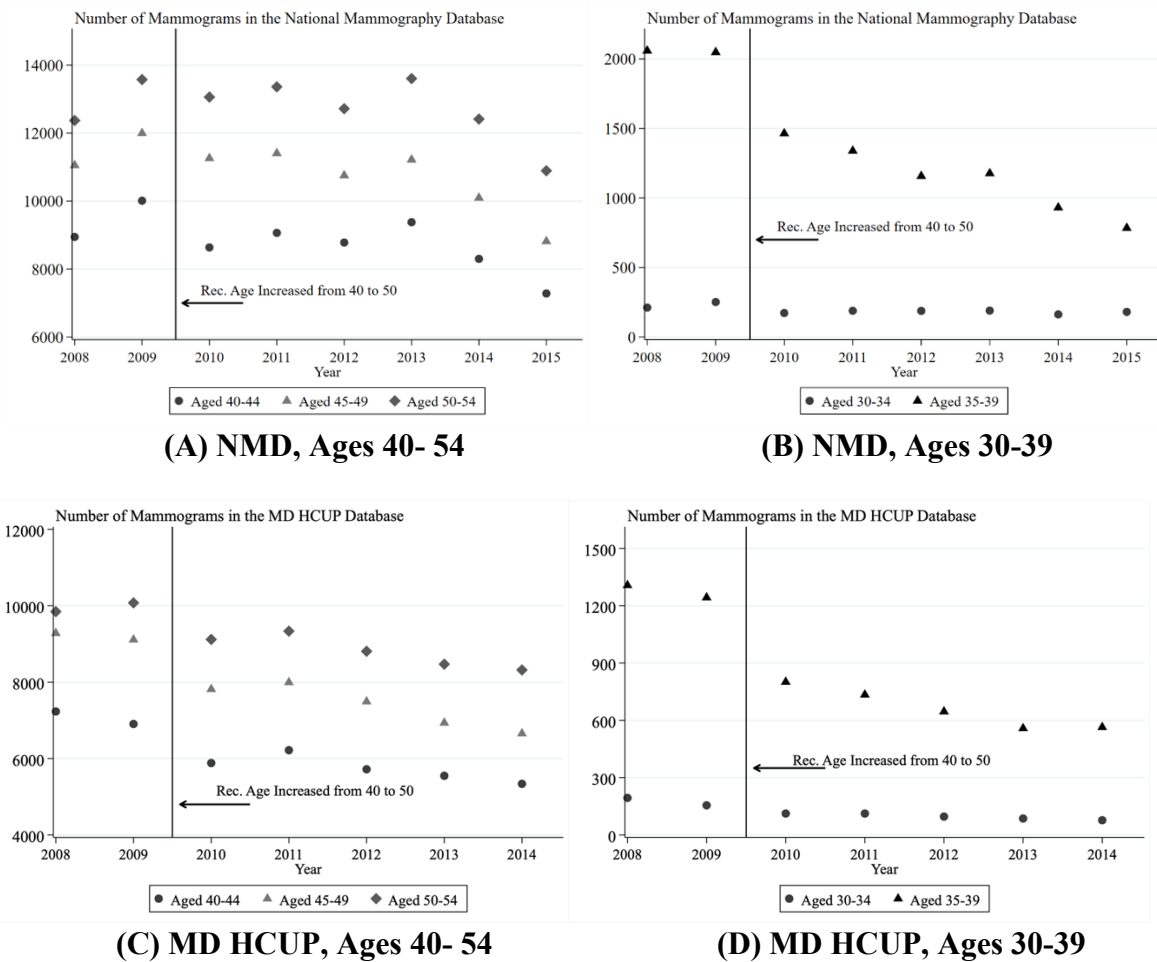 Number of Mammograms in the National Mammography Database
14000
12000
10000
8000
6000
Rec. Age Increased from 40 to 50
2008 2009 2010 2011 2012 2013 2014 2015
Year
Aged 40-44 Aged 45-49 Aged 50-54
(A) NMD, Ages 40- 54
Number of Mammograms in the National Mammography Database
2000
1500
1000
500
0
Rec. Age Increased from 40 to 50
2008 2009 2010 2011 2012 2013 2014 2015
Year
Aged 30-34 Aged 35-39
(B) NMD, Ages 30-39
Number of Mammograms in the MD HCUP Database
12000
10000
8000
6000
4000
Rec. Age Increased from 40 to 50
2008 2009 2010 2011 2012 2013 2014
Year
Aged 40-44 Aged 45-49 Aged 50-54
(C) MD HCUP, Ages 40- 54
Number of Mammograms in the MD HCUP Database
1500
1200
900
600
300
0
Rec. Age Increased from 40 to 50
2008 2009 2010 2011 2012 2013 2014
Year
Aged 30-34 Aged 35-39
(D) MD HCUP, Ages 30-39